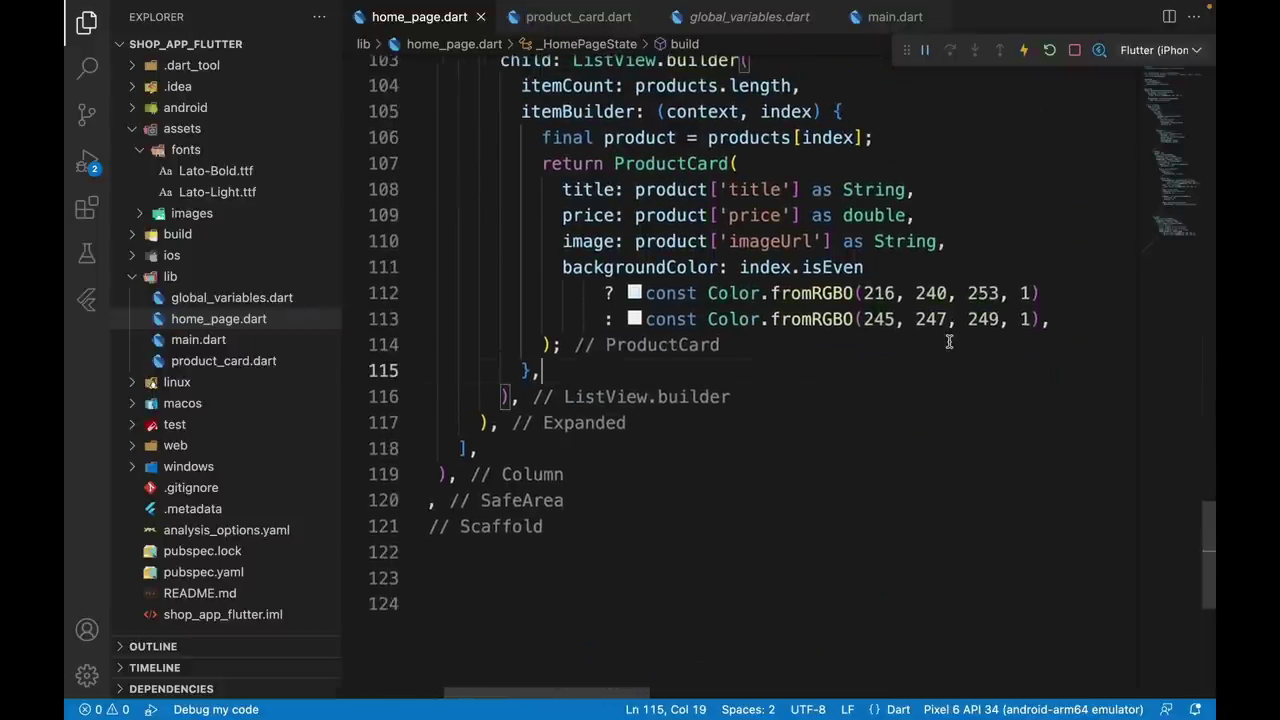 EXPLORER
SHOP_APP_FLUTTER
.dart_tool
.idea
android
assets
fonts
Aa Lato-Bold.ttf
Aa Lato-Light.ttf
images
build
ios
lib
global_variables.dart
home_page.dart
main.dart
product_card.dart
linux
macos
test
web
windows
.gitignore
.metadata
analysis_options.yaml
pubspec.lock
pubspec.yaml
README.md
shop_app_flutter.iml
OUTLINE
TIMELINE
DEPENDENCIES
2
home_page.dart product_card.dart global_variables.dart main.dart
lib > home_page.dart > _HomePageState > build
Flutter (iPhon
103 child: ListView.builder(
104 itemCount: products.length,
105 itemBuilder: (context, index) {
106 final product = products[index];
107 return ProductCard(
108 title: product['title'] as String,
109 price: product['price'] as double,
110 image: product['imageUrl'] as String,
111 backgroundColor: index.isEven
112 ? const Color.fromRGBO(216, 240, 253, 1)
113 : const Color.fromRGBO(245, 247, 249, 1),
114 ); // ProductCard
115 },
116 ), // ListView.builder
117 ), // Expanded
118 ],
119 ), // Column
120 , // SafeArea
121 // Scaffold
122
123
124
0 0 Debug my code Ln 115, Col 19 Spaces: 2 UTF-8 LF {} Dart Pixel 6 API 34 (android-arm64 emulator)